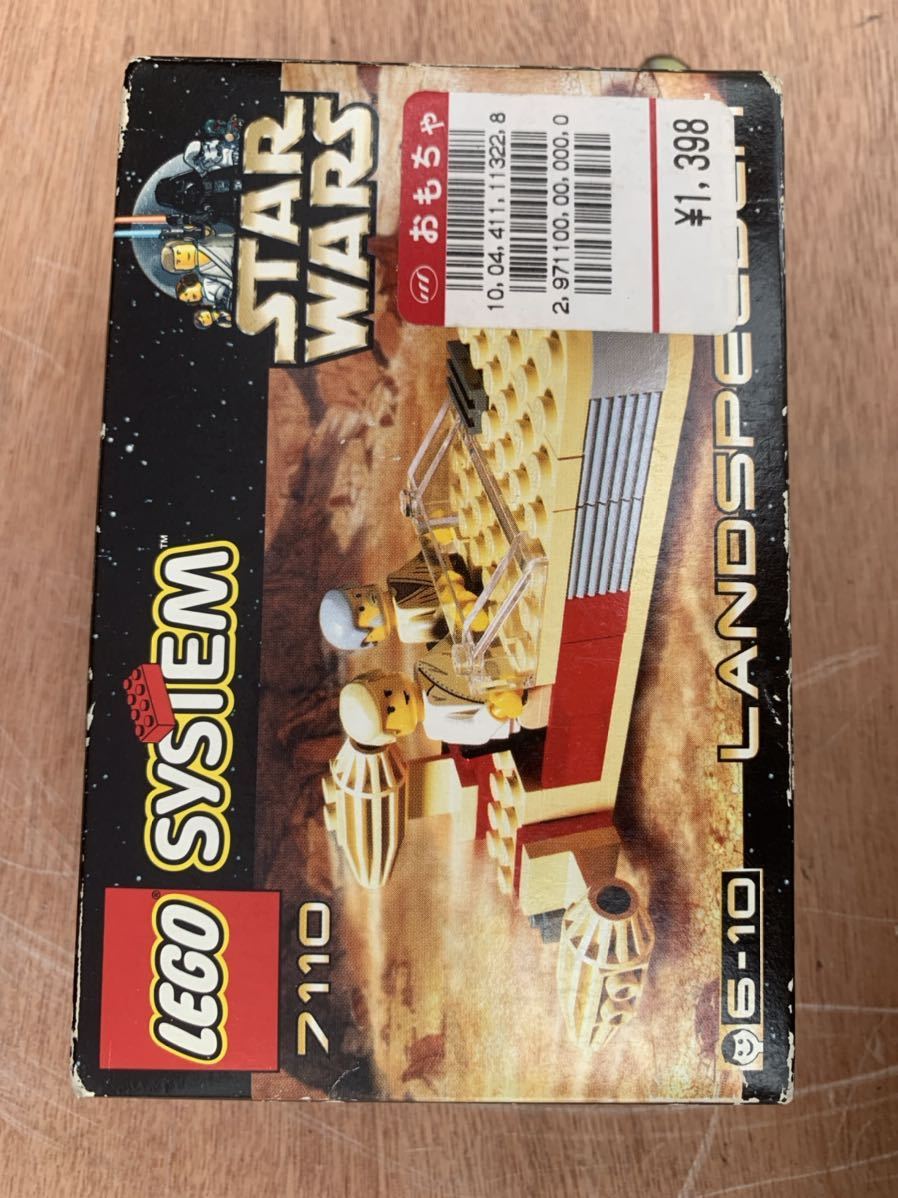 LEGO®
SYSTEM™
STAR
WARS
7110
おもちゃ
10,04,411,11322,8
2,971100,00,000,0
¥1,398
6-10
LANDSPEEDER